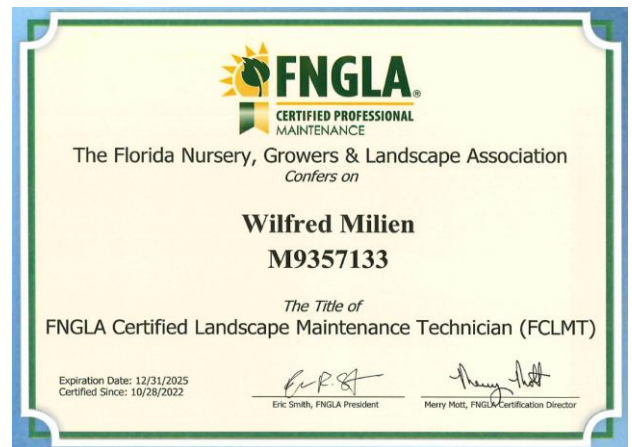 FNGLA®
CERTIFIED PROFESSIONAL
MAINTENANCE
The Florida Nursery, Growers & Landscape Association
Confers on
Wilfred Milien
M9357133
The Title of
FNGLA Certified Landscape Maintenance Technician (FCLMT)
Expiration Date: 12/31/2025
Certified Since: 10/28/2022
Eric Smith, FNGLA President
Merry Mott, FNGLA Certification Director